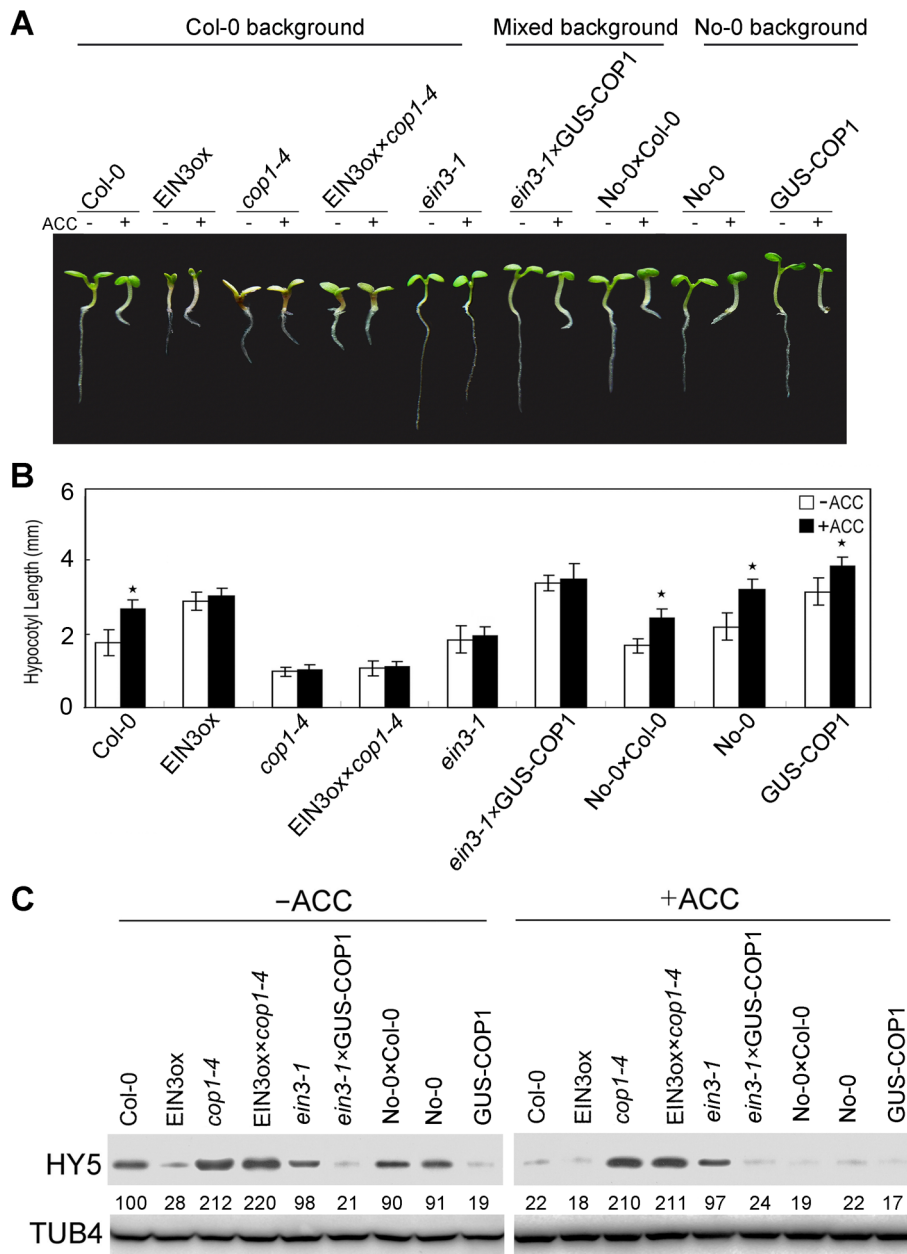 A
Col-0 background Mixed background No-0 background
Col-0 EIN3ox cop1-4 EIN3ox×cop1-4 ein3-1 ein3-1×GUS-COP1 No-0×Col-0 No-0 GUS-COP1
ACC - + - + - + - + - + - + - + - + - +
B
6
4
2
0
Hypocotyl Length (mm)
−ACC
+ACC
★ ★ ★ ★
Col-0 EIN3ox cop1-4 EIN3ox×cop1-4 ein3-1 ein3-1×GUS-COP1 No-0×Col-0 No-0 GUS-COP1
C
−ACC +ACC
Col-0 EIN3ox cop1-4 EIN3ox×cop1-4 ein3-1 ein3-1×GUS-COP1 No-0×Col-0 No-0 GUS-COP1 Col-0 EIN3ox cop1-4 EIN3ox×cop1-4 ein3-1 ein3-1×GUS-COP1 No-0×Col-0 No-0 GUS-COP1
HY5
100 28 212 220 98 21 90 91 19 22 18 210 211 97 24 19 22 17
TUB4